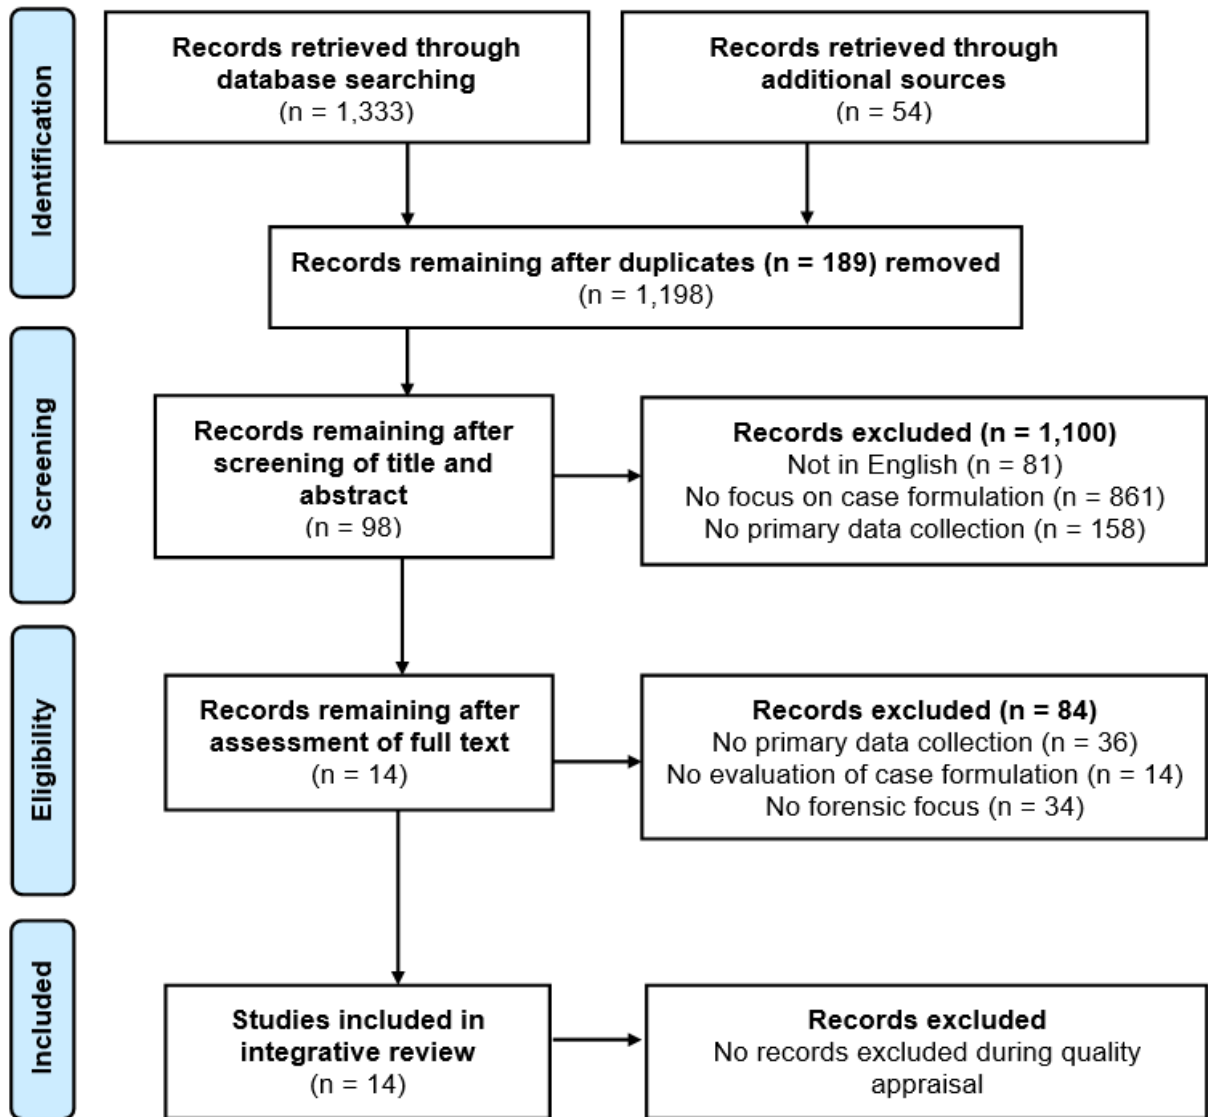 Identification
Records retrieved through
database searching
(n = 1,333)
Records retrieved through
additional sources
(n = 54)
Records remaining after duplicates (n = 189) removed
(n = 1,198)
Screening
Records remaining after
screening of title and
abstract
(n = 98)
Records excluded (n = 1,100)
Not in English (n = 81)
No focus on case formulation (n = 861)
No primary data collection (n = 158)
Eligibility
Records remaining after
assessment of full text
(n = 14)
Records excluded (n = 84)
No primary data collection (n = 36)
No evaluation of case formulation (n = 14)
No forensic focus (n = 34)
Included
Studies included in
integrative review
(n = 14)
Records excluded
No records excluded during quality
appraisal